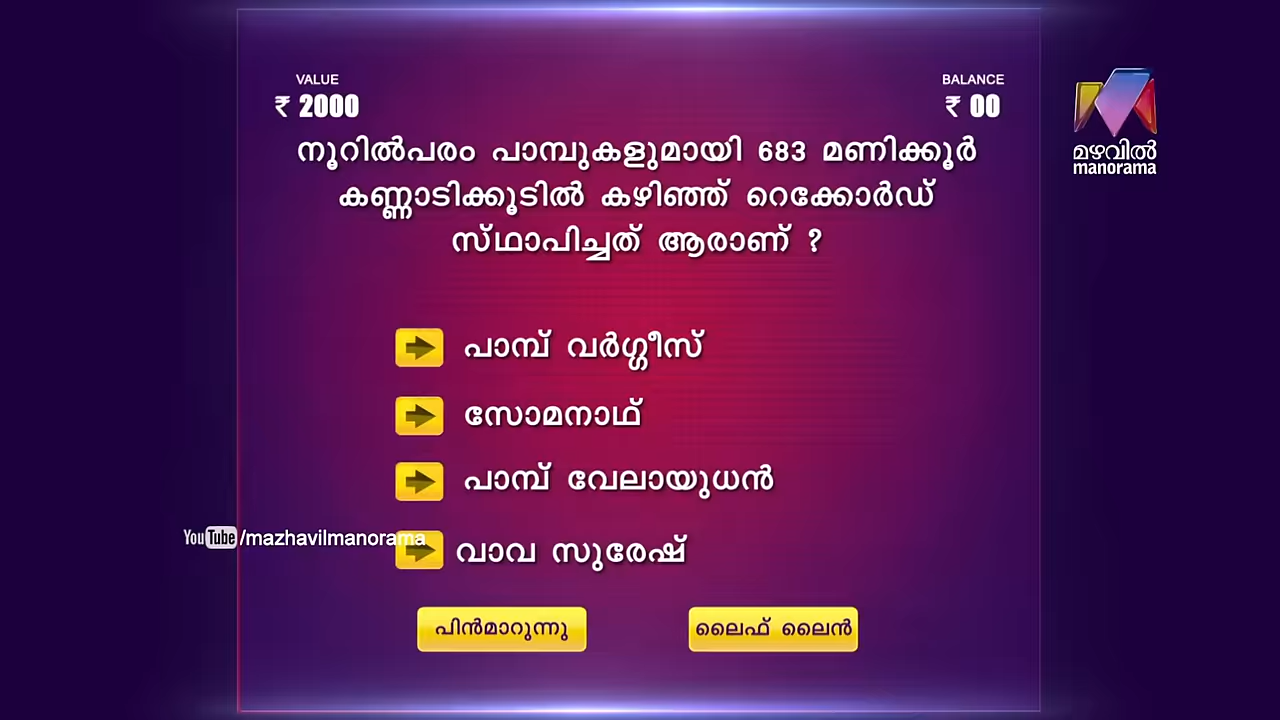 VALUE
₹ 2000
BALANCE
₹ 00
മഴവിൽ
manorama
നൂറിൽപരം പാമ്പുകളുമായി 683 മണിക്കൂർ
കണ്ണാടിക്കൂടിൽ കഴിഞ്ഞ് റെക്കോർഡ്
സ്ഥാപിച്ചത് ആരാണ് ?
പാമ്പ് വർഗ്ഗീസ്
സോമനാഥ്
പാമ്പ് വേലായുധൻ
YouTube /mazhavilmanorama
വാവ സുരേഷ്
പിൻമാറുന്നു
ലൈഫ് ലൈൻ